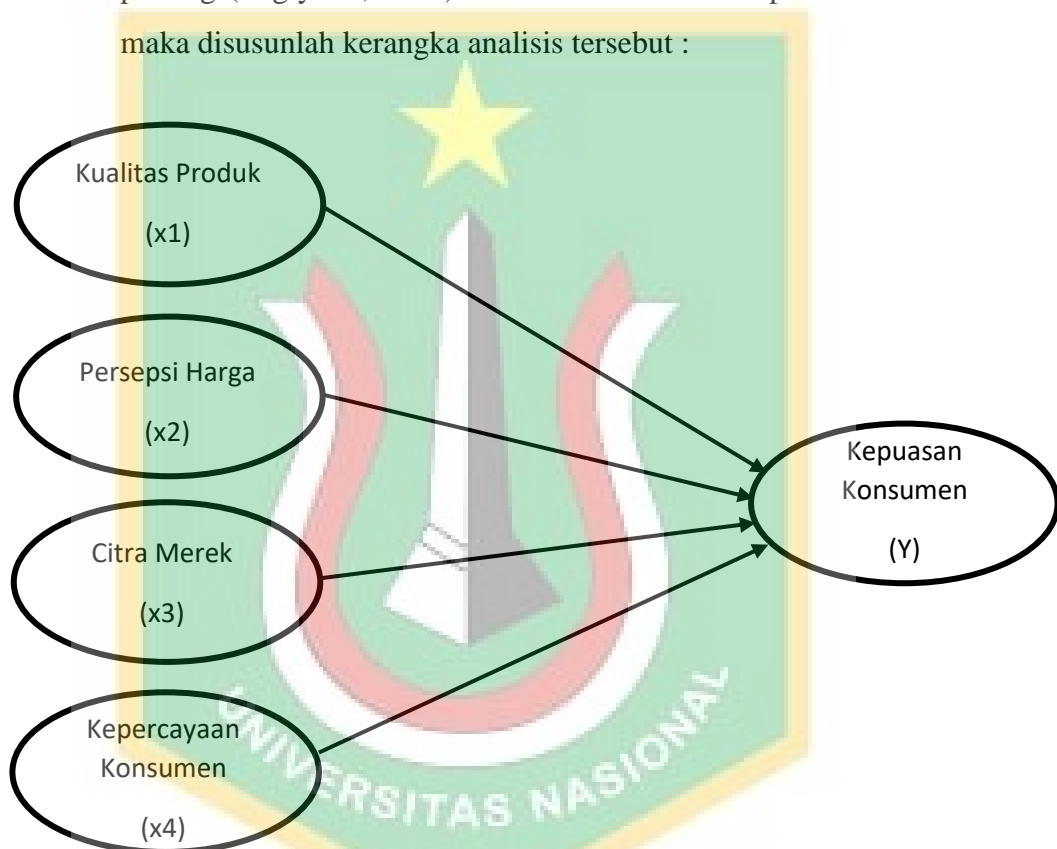 maka disusunlah kerangka analisis tersebut :
Kualitas Produk
(x1)
Persepsi Harga
(x2)
Citra Merek
(x3)
Kepercayaan
Konsumen
(x4)
Kepuasan
Konsumen
(Y)
UNIVERSITAS NASIONAL